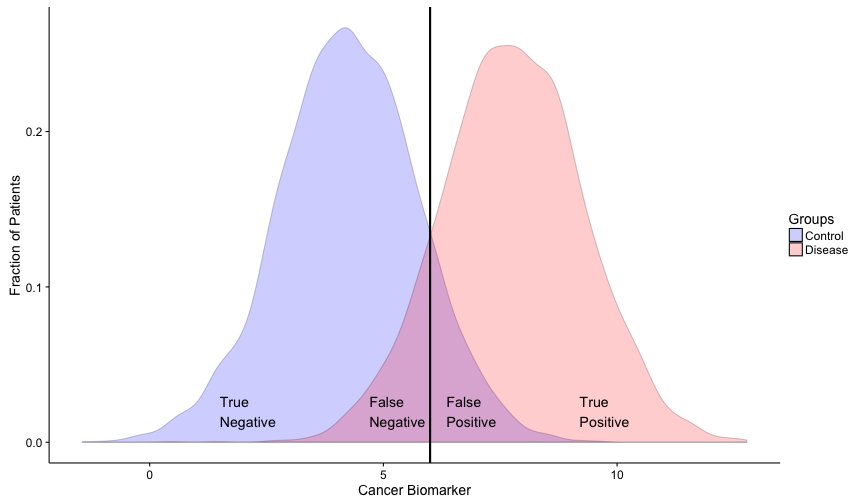 Fraction of Patients
0.2
0.1
0.0
True
Negative
False
Negative
False
Positive
True
Positive
0
5
10
Cancer Biomarker
Groups
Control
Disease